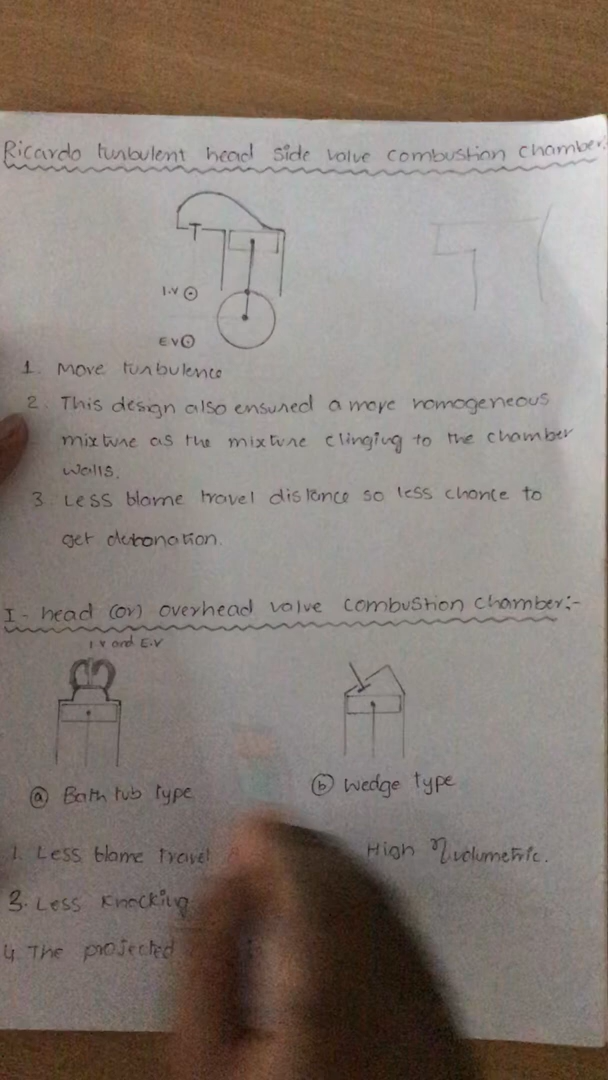 Ricardo turbulent head side valve combustion chamber:
T
I.V
E.V
1. More turbulence
2. This design also ensured a more homogeneous
mixture as the mixture clinging to the chamber
walls.
3. Less blame travel distance so less chance to
get detonation.
I-head (or) overhead valve combustion chamber:-
I.V and E.V
(a) Bath tub type
(b) Wedge type
1. Less blame travel High η volumetric.
3. Less Knocking
4. The projected